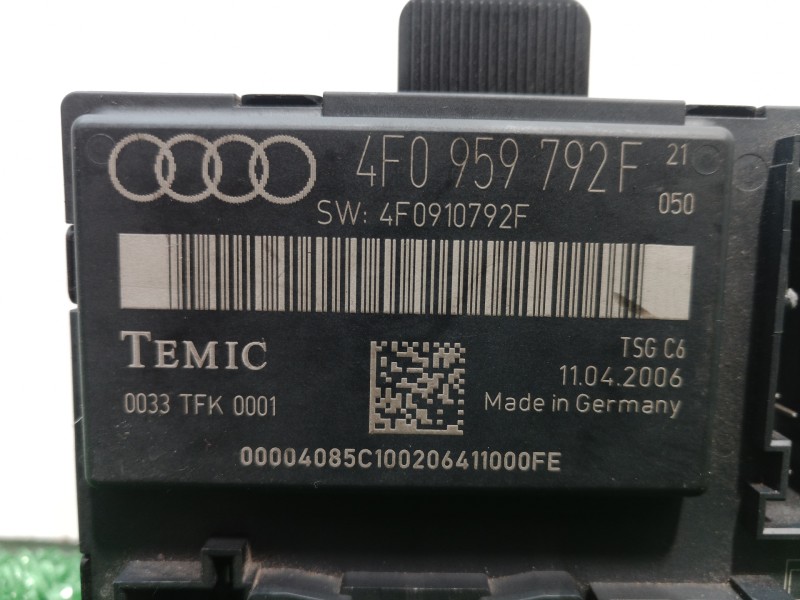 4F0 959 792F 21
SW: 4F0910792F 050
TEMIC
TSG C6
11.04.2006
0033 TFK 0001
Made in Germany
00004085C100206411000FE